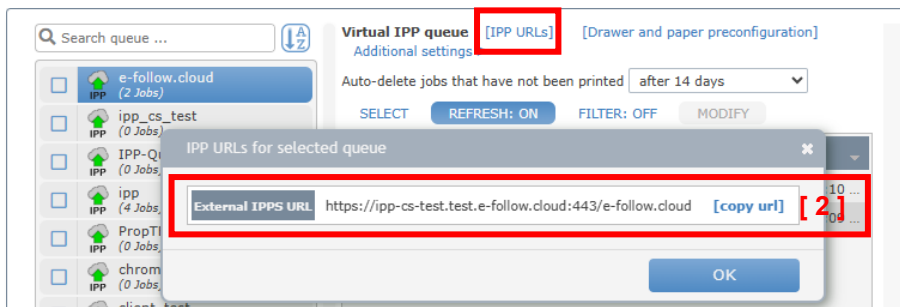 Search queue ...
A
Z
e-follow.cloud
(2 Jobs)
IPP
ipp_cs_test
(0 Jobs)
IPP
IPP
(0 Jobs
ipp
(4 Jobs
IPP
(0 Jobs
IPP
chrom
(0 Jobs
IPP
Virtual IPP queue [IPP URLs] [Drawer and paper preconfiguration]
Additional settings
Auto-delete jobs that have not been printed after 14 days
SELECT REFRESH: ON FILTER: OFF MODIFY
IPP URLs for selected queue
External IPPS URL https://ipp-cs-test.test.e-follow.cloud:443/e-follow.cloud [copy url] [ 2 ]
10 ...
OK